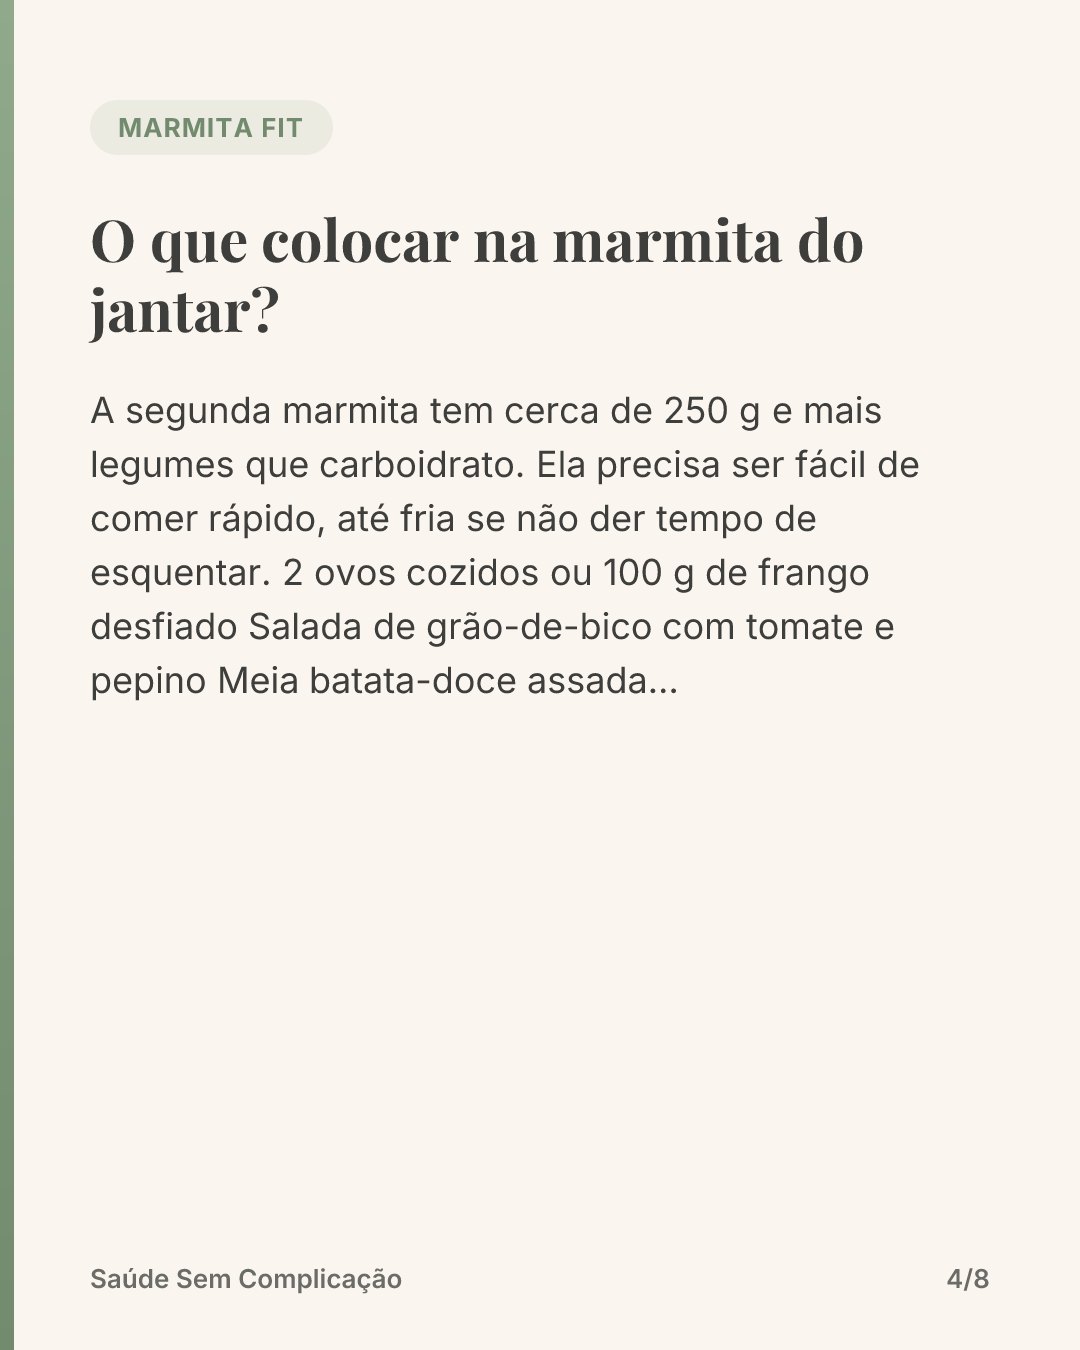 MARMITA FIT
O que colocar na marmita do
jantar?
A segunda marmita tem cerca de 250 g e mais
legumes que carboidrato. Ela precisa ser fácil de
comer rápido, até fria se não der tempo de
esquentar. 2 ovos cozidos ou 100 g de frango
desfiado Salada de grão-de-bico com tomate e
pepino Meia batata-doce assada...
Saúde Sem Complicação
4/8